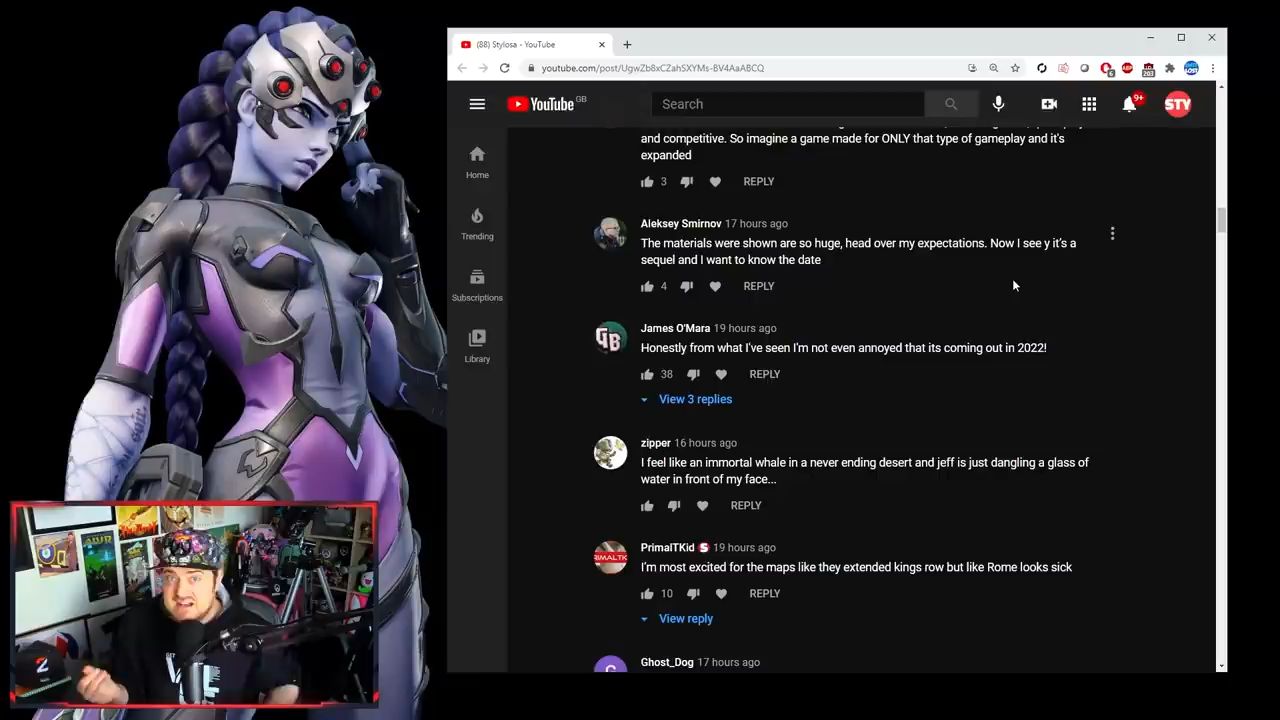 (88) Stylosa - YouTube
youtube.com/post/UgwZb8xCZahSXYMs-BV4AaABCQ
6
203
YouTube GB
Search
9+
STY
Home
Trending
Subscriptions
Library
and competitive. So imagine a game made for ONLY that type of gameplay and it's
expanded
3 REPLY
Aleksey Smirnov 17 hours ago
The materials were shown are so huge, head over my expectations. Now I see y it's a
sequel and I want to know the date
4 REPLY
GB
James O'Mara 19 hours ago
Honestly from what I've seen I'm not even annoyed that its coming out in 2022!
38 REPLY
View 3 replies
zipper 16 hours ago
I feel like an immortal whale in a never ending desert and jeff is just dangling a glass of
water in front of my face...
REPLY
PrimalTKid 19 hours ago
I'm most excited for the maps like they extended kings row but like Rome looks sick
10 REPLY
View reply
Ghost_Dog 17 hours ago
2